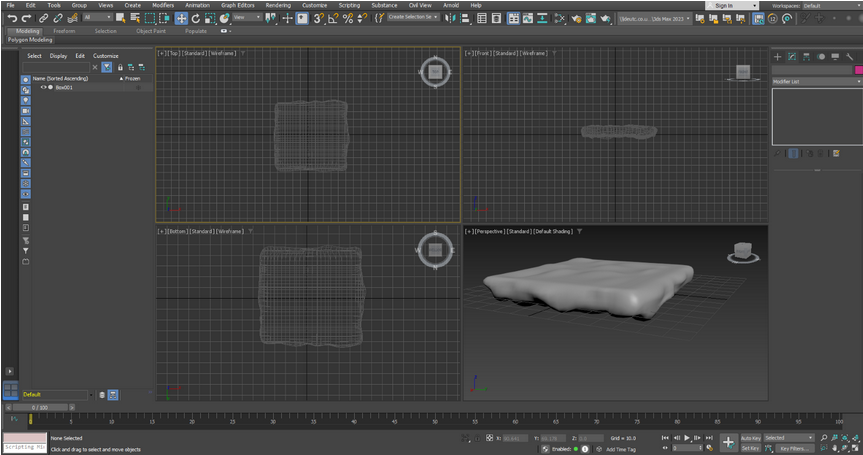 File Edit Tools Group Views Create Modifiers Animation Graph Editors Rendering Customize Scripting Substance Civil View Arnold Help Sign In Workspaces: Default
All View Create Selection Se 3ds Max 2023
Modeling Freeform Selection Object Paint Populate
Polygon Modeling
Select Display Edit Customize
Name (Sorted Ascending) ▲ Frozen
Box001
[+] [Top] [Standard] [Wireframe]
[+] [Front] [Standard] [Wireframe]
Modifier List
[+] [Bottom] [Standard] [Wireframe]
[+] [Perspective] [Standard] [Default Shading]
Default
0 / 100
0 5 10 15 20 25 30 35 40 45 50 55 60 65 70 75 80 85 90 95 100
None Selected X: Y: Z: Grid = 10.0 Auto Key Selected
Scripting Mi Click and drag to select and move objects Enabled: Add Time Tag 0 Set Key Key Filters...